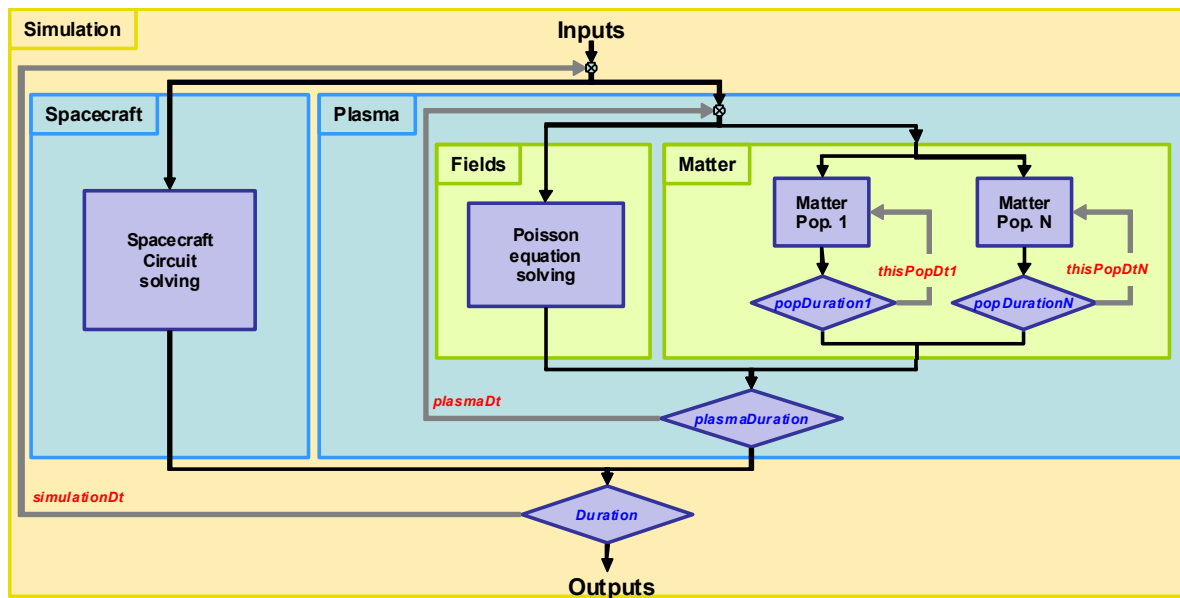 Simulation
Inputs
Spacecraft
Plasma
Fields
Matter
Spacecraft
Circuit
solving
Poisson
equation
solving
Matter
Pop. 1
Matter
Pop. N
thisPopDt1
thisPopDtN
popDuration1
popDurationN
plasmaDt
plasmaDuration
simulationDt
Duration
Outputs